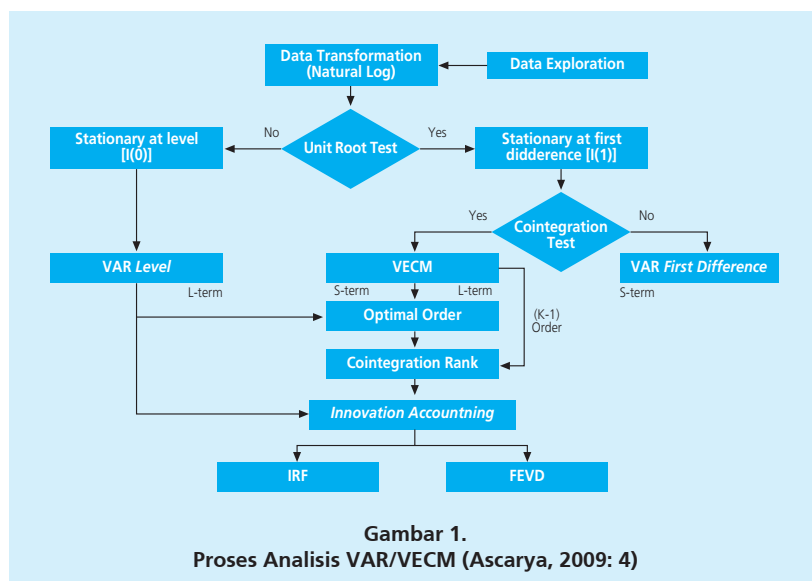 Data Transformation
(Natural Log)
Data Exploration
No
Yes
Stationary at level
[I(0)]
Unit Root Test
Stationary at first
didderence [I(1)]
Yes
No
Cointegration
Test
VAR Level
VECM
VAR First Difference
L-term
S-term
L-term
S-term
Optimal Order
(K-1)
Order
Cointegration Rank
Innovation Accountning
IRF
FEVD
Gambar 1.
Proses Analisis VAR/VECM (Ascarya, 2009: 4)